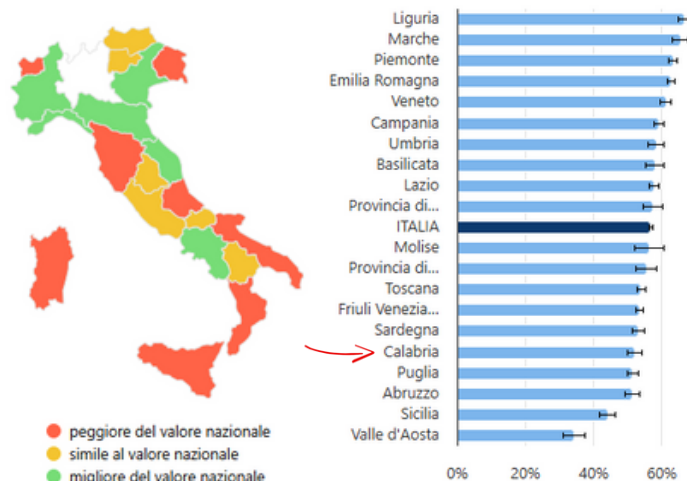 Liguria
Marche
Piemonte
Emilia Romagna
Veneto
Campania
Umbria
Basilicata
Lazio
Provincia di...
ITALIA
Molise
Provincia di...
Toscana
Friuli Venezia...
Sardegna
Calabria
Puglia
Abruzzo
Sicilia
Valle d'Aosta
0% 20% 40% 60%
peggiore del valore nazionale
simile al valore nazionale
migliore del valore nazionale